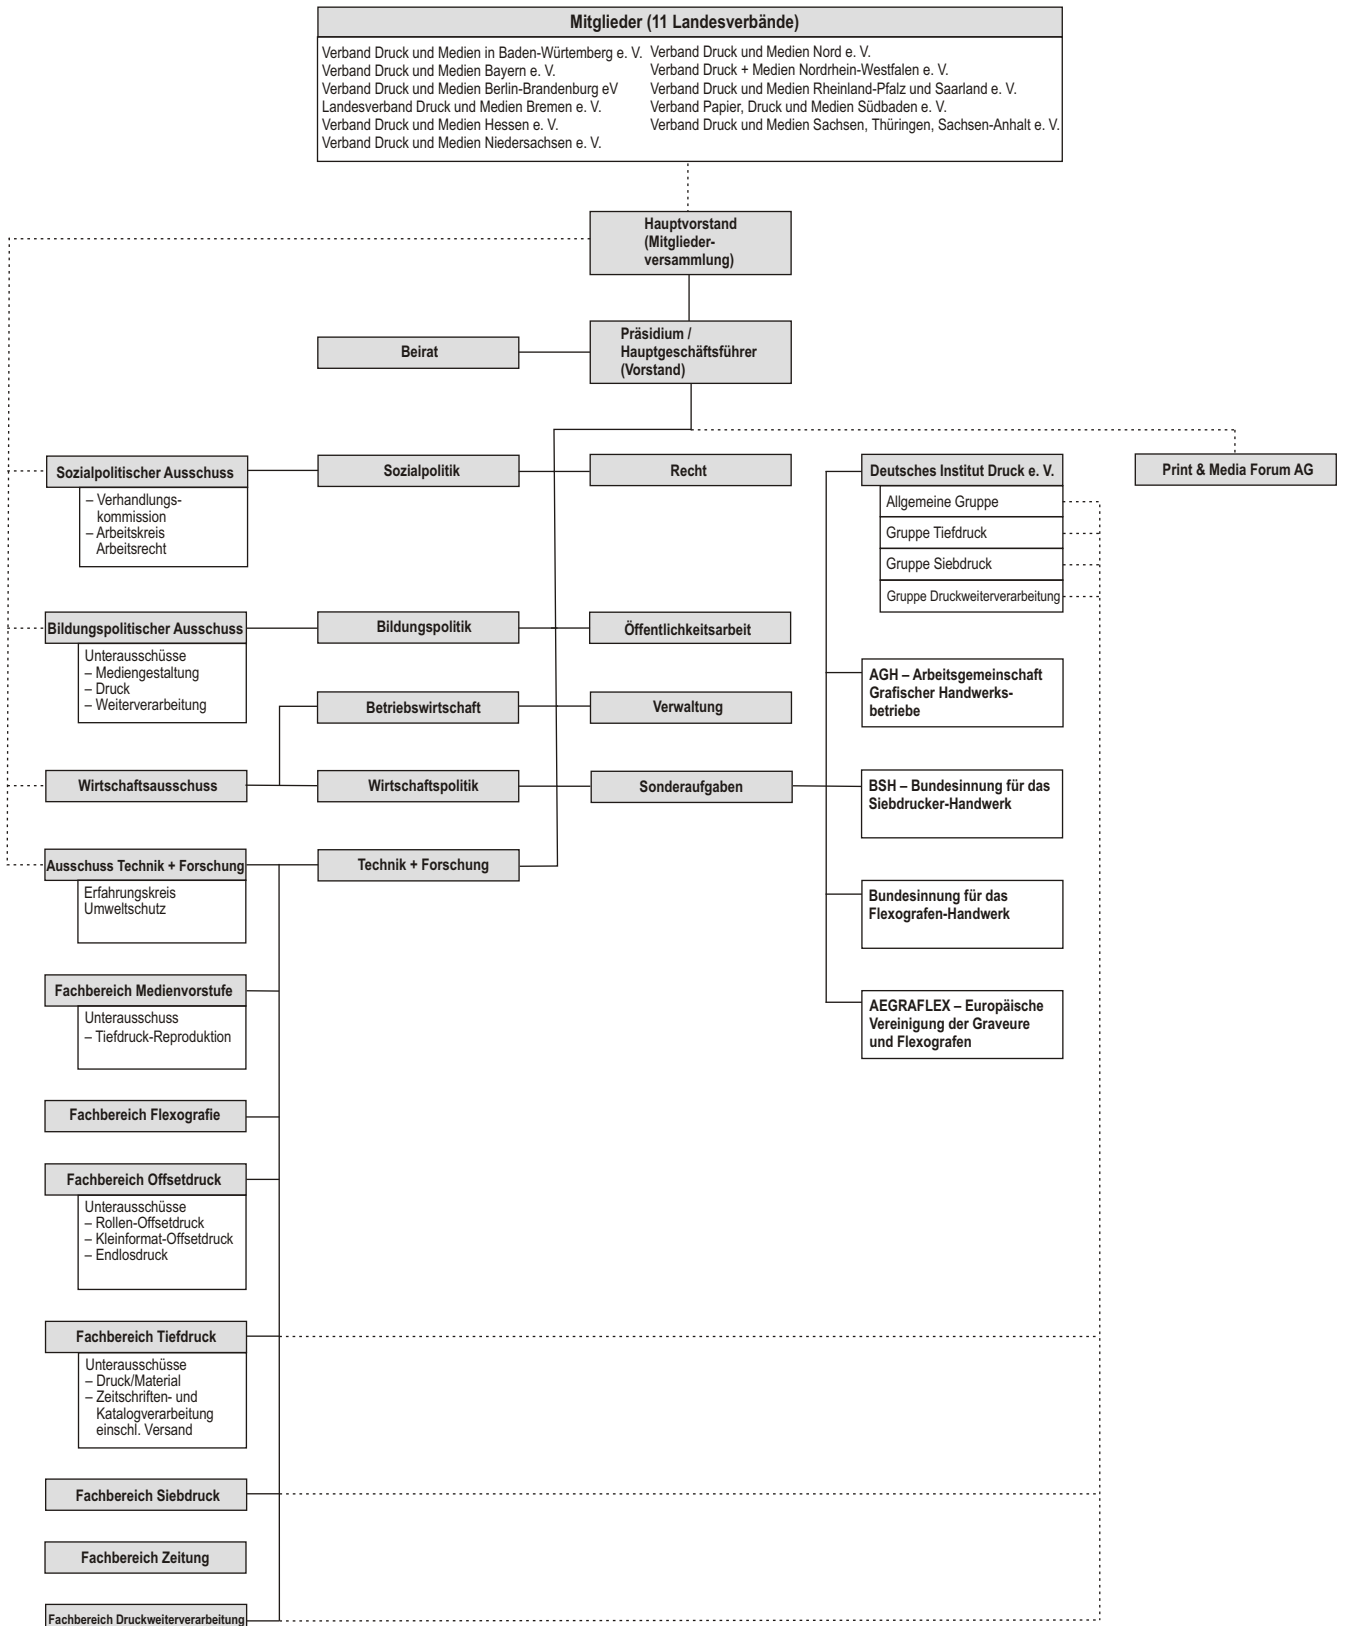 Mitglieder (11 Landesverbände)
Verband Druck und Medien in Baden-Würtemberg e. V.
Verband Druck und Medien Bayern e. V.
Verband Druck und Medien Berlin-Brandenburg eV
Landesverband Druck und Medien Bremen e. V.
Verband Druck und Medien Hessen e. V.
Verband Druck und Medien Niedersachsen e. V.
Verband Druck und Medien Nord e. V.
Verband Druck + Medien Nordrhein-Westfalen e. V.
Verband Druck und Medien Rheinland-Pfalz und Saarland e. V.
Verband Papier, Druck und Medien Südbaden e. V.
Verband Druck und Medien Sachsen, Thüringen, Sachsen-Anhalt e. V.
Hauptvorstand
(Mitglieder-
versammlung)
Beirat
Präsidium /
Hauptgeschäftsführer
(Vorstand)
Sozialpolitischer Ausschuss
– Verhandlungs-
kommission
– Arbeitskreis
Arbeitsrecht
Sozialpolitik
Recht
Deutsches Institut Druck e. V.
Allgemeine Gruppe
Gruppe Tiefdruck
Gruppe Siebdruck
Gruppe Druckweiterverarbeitung
Print & Media Forum AG
Bildungspolitischer Ausschuss
Unterausschüsse
– Mediengestaltung
– Druck
– Weiterverarbeitung
Bildungspolitik
Öffentlichkeitsarbeit
AGH – Arbeitsgemeinschaft
Grafischer Handwerks-
betriebe
Betriebswirtschaft
Verwaltung
Wirtschaftsausschuss
Wirtschaftspolitik
Sonderaufgaben
BSH – Bundesinnung für das
Siebdrucker-Handwerk
Ausschuss Technik + Forschung
Erfahrungskreis
Umweltschutz
Technik + Forschung
Bundesinnung für das
Flexografen-Handwerk
Fachbereich Medienvorstufe
Unterausschuss
– Tiefdruck-Reproduktion
AEGRAFLEX – Europäische
Vereinigung der Graveure
und Flexografen
Fachbereich Flexografie
Fachbereich Offsetdruck
Unterausschüsse
– Rollen-Offsetdruck
– Kleinformat-Offsetdruck
– Endlosdruck
Fachbereich Tiefdruck
Unterausschüsse
– Druck/Material
– Zeitschriften- und
Katalogverarbeitung
einschl. Versand
Fachbereich Siebdruck
Fachbereich Zeitung
Fachbereich Druckweiterverarbeitung